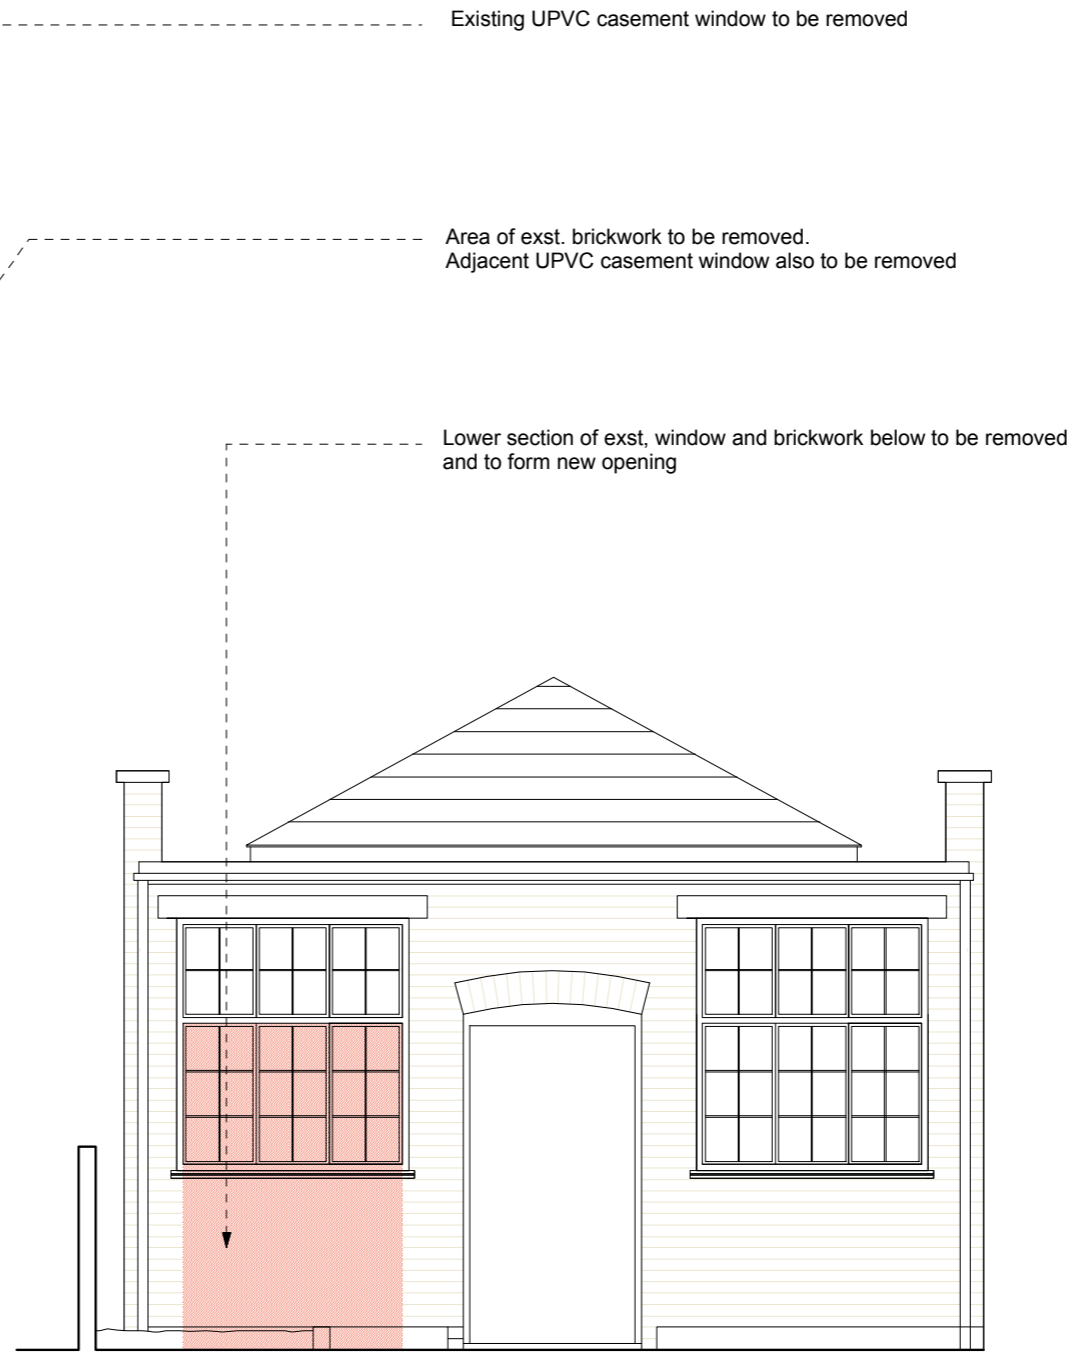 Existing UPVC casement window to be removed
Area of exst. brickwork to be removed.
Adjacent UPVC casement window also to be removed
Lower section of exst, window and brickwork below to be removed
and to form new opening